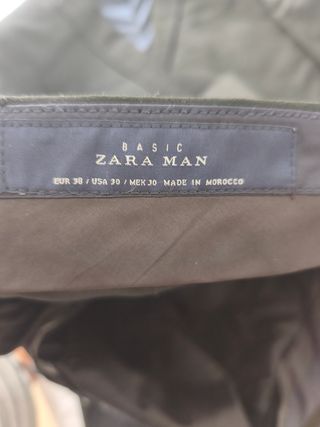 BASIC
ZARA MAN
EUR 38 / USA 30 / MEX 30 MADE IN MOROCCO